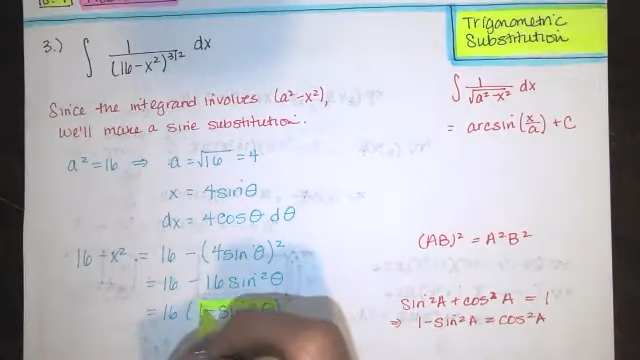 Trigonometric
Substitution
3.) ∫ 1/(16-x²)^3/2 dx
Since the integrand involves (a²-x²),
we'll make a sine substitution.
a²=16 ⇒ a = √16 = 4
x = 4sinθ
dx = 4cosθ dθ
16-x² = 16 - (4sinθ)²
= 16 - 16sin²θ
= 16 (1-sin²θ)
∫ 1/√(a²-x²) dx
= arcsin(x/a) + C
(AB)² = A²B²
sin²A + cos²A = 1
⇒ 1-sin²A = cos²A